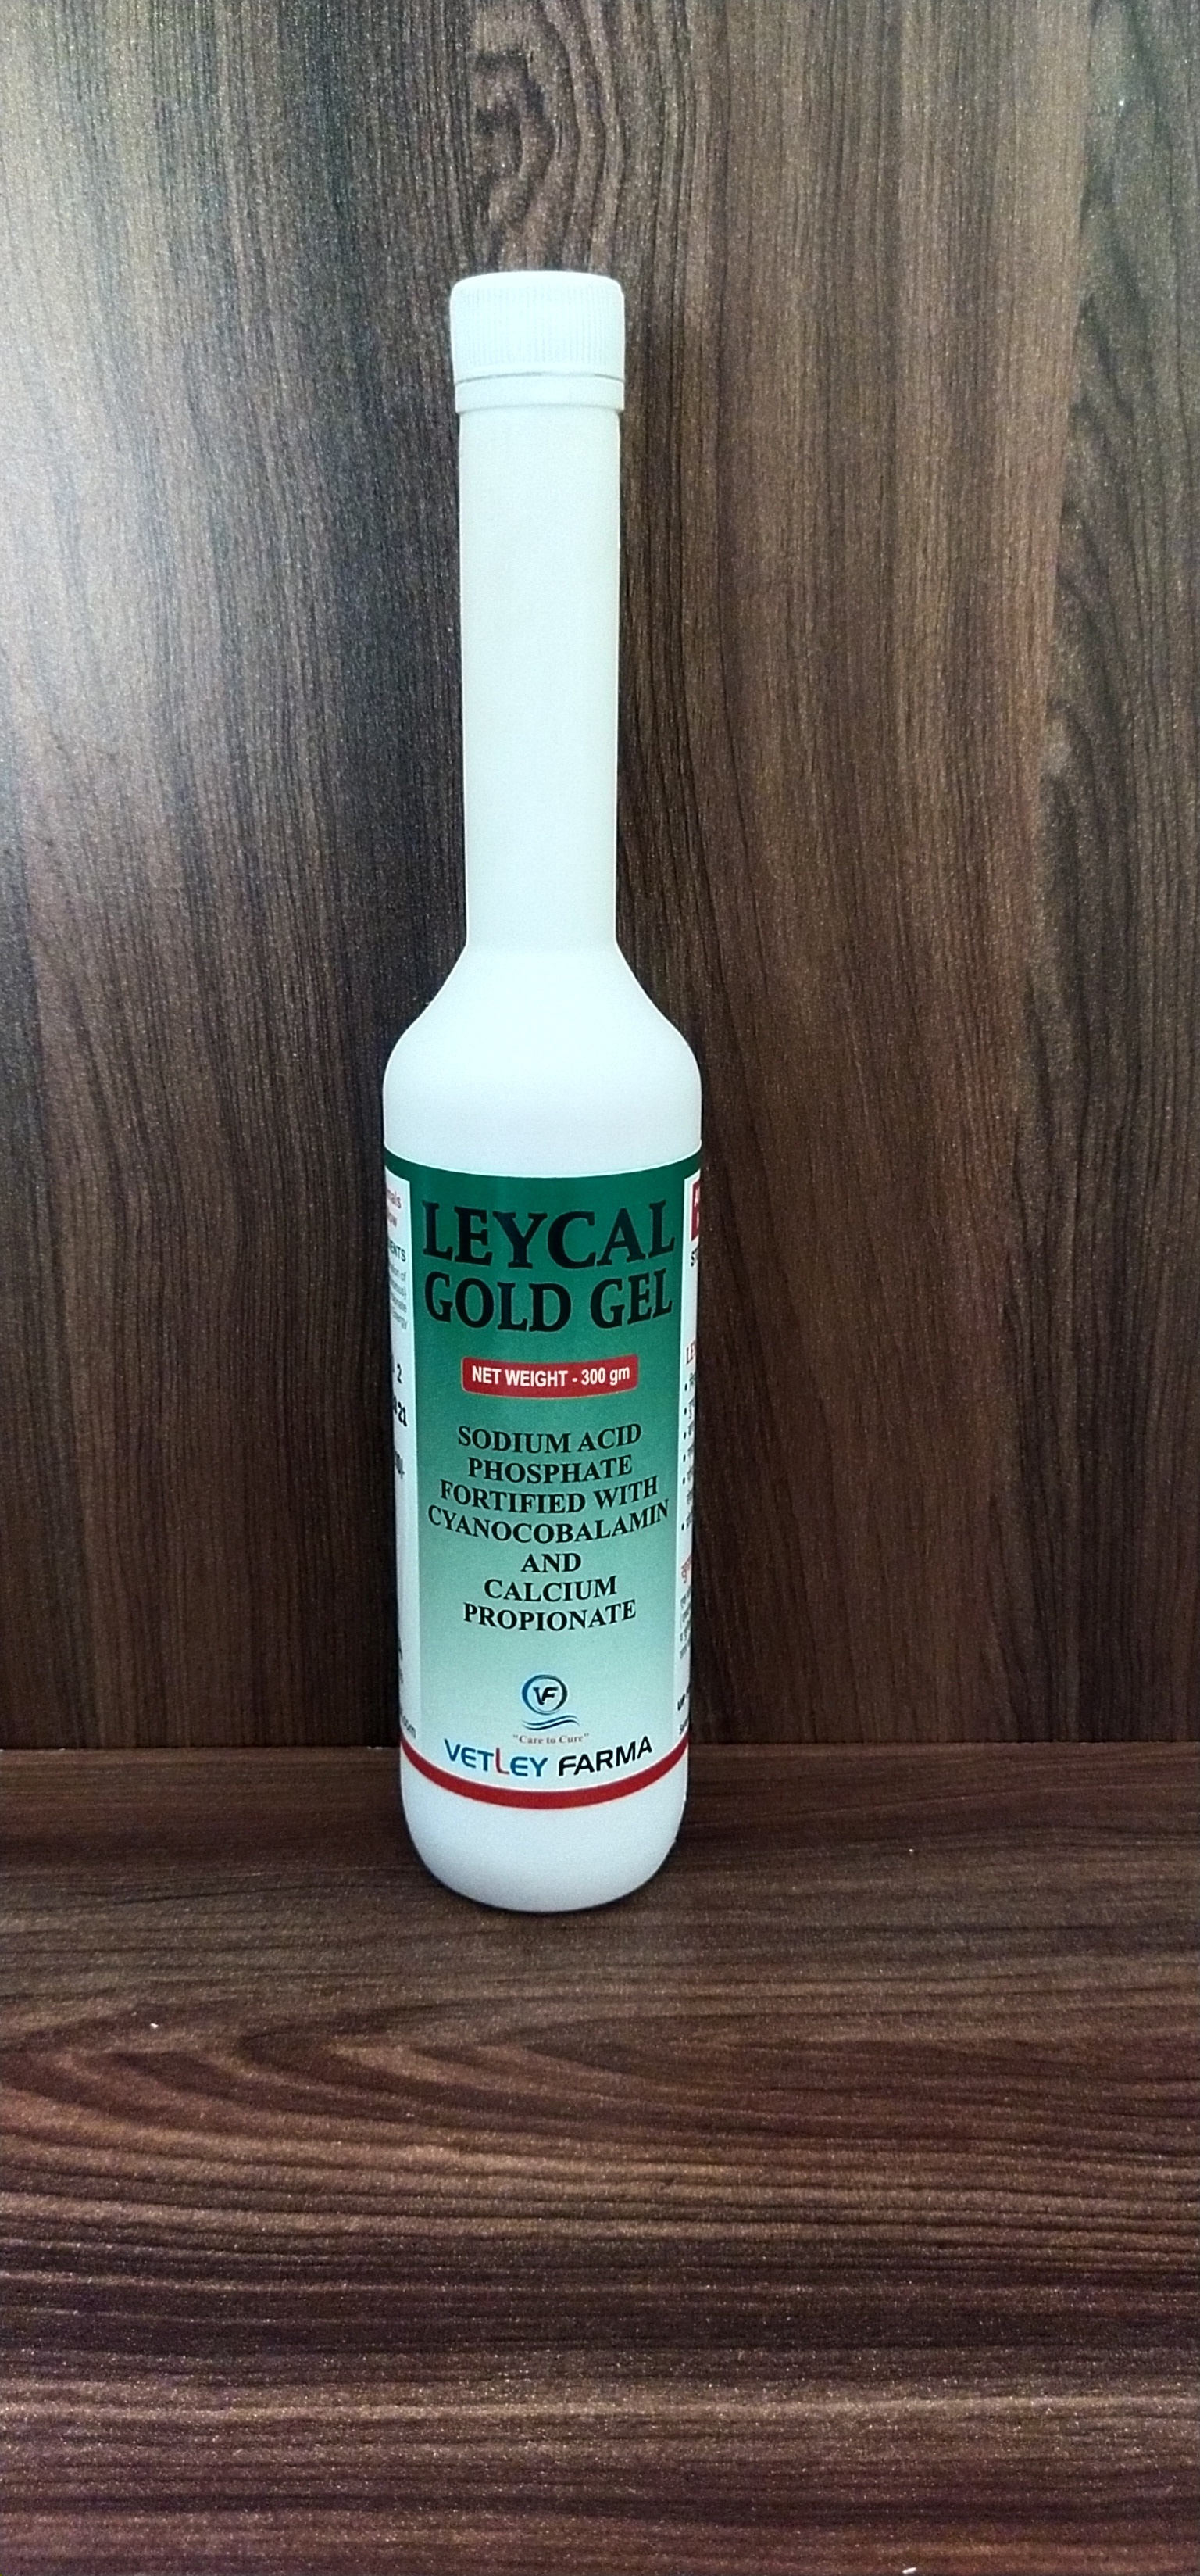 LEYCAL
GOLD GEL
NET WEIGHT - 300 gm
SODIUM ACID
PHOSPHATE
FORTIFIED WITH
CYANOCOBALAMIN
AND
CALCIUM
PROPIONATE
VF
"Care to Cure"
VETLEY FARMA